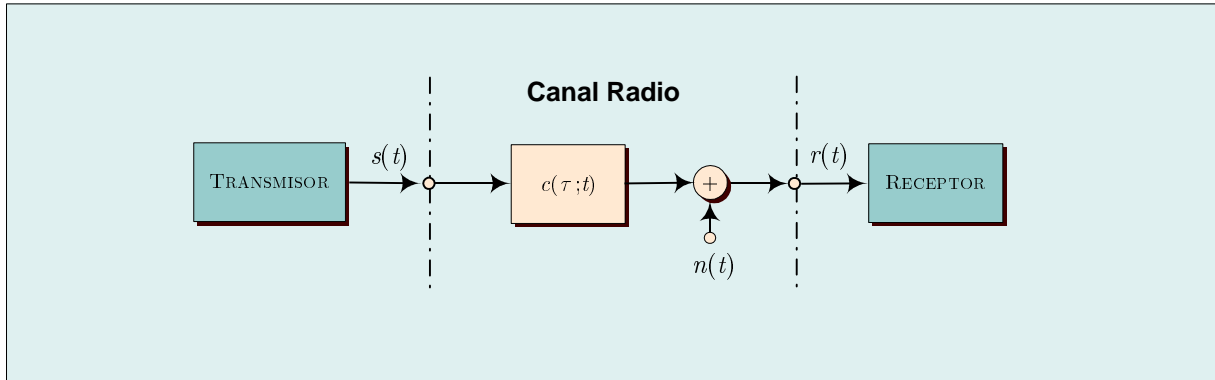 Canal Radio
s(t)
r(t)
TRANSMISOR
c(τ;t)
+
RECEPTOR
n(t)